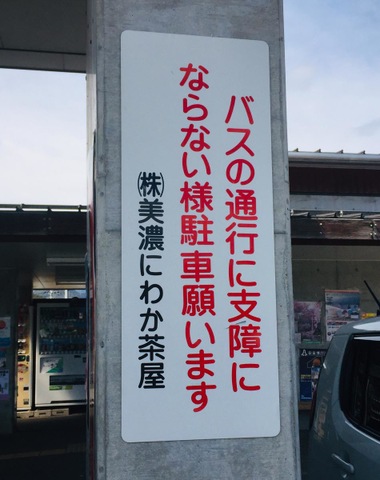 バスの通行に支障に
ならない様駐車願います
㈱美濃にわか茶屋